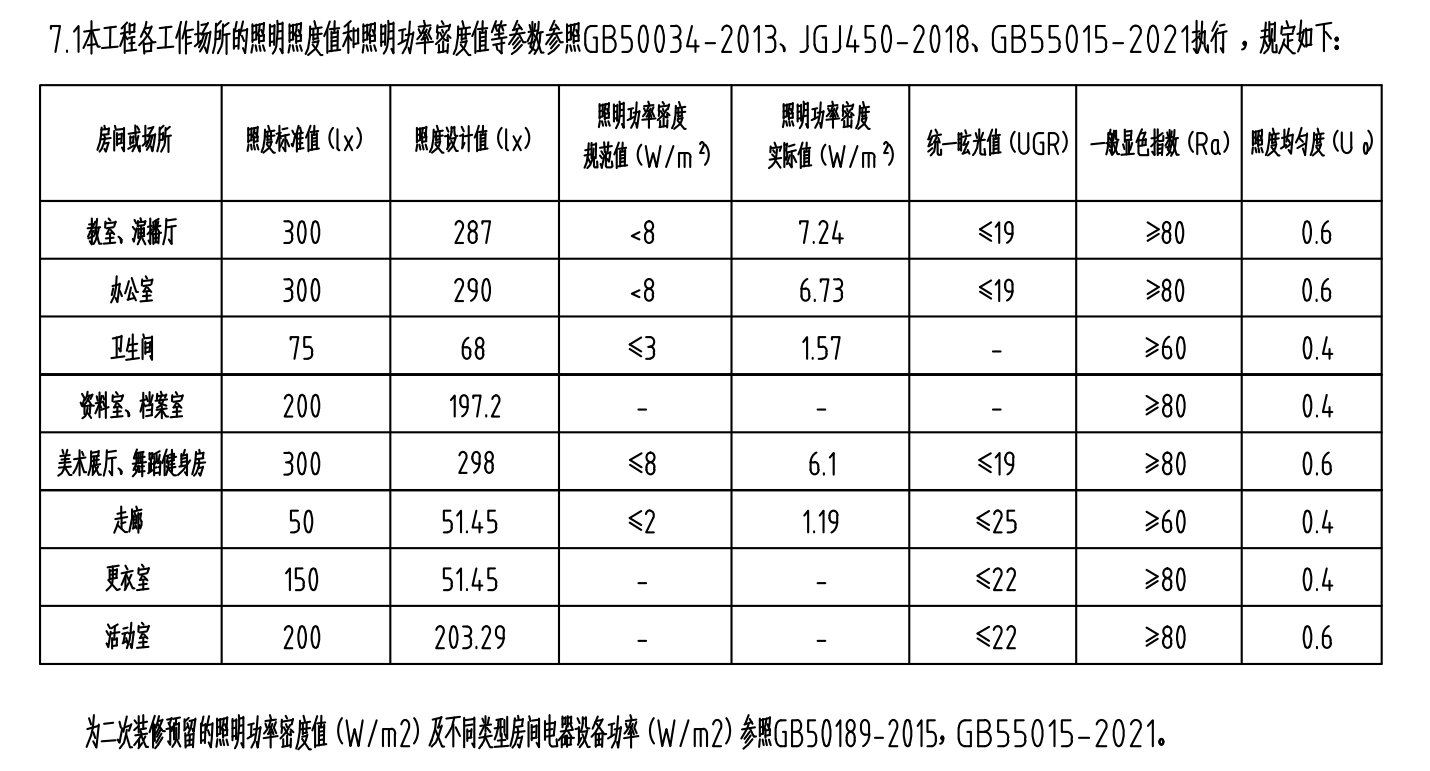 7.1本工程各工作场所的照明照度值和照明功率密度值等参数参照GB50034-2013、JGJ450-2018、GB55015-2021执行，规定如下:
房间或场所 照度标准值(lx) 照度设计值(lx) 照明功率密度规范值(W/m²) 照明功率密度实际值(W/m²) 统一眩光值(UGR) 一般显色指数(Ra) 照度均匀度(U₀)
教室、演播厅 300 287 <8 7.24 ≤19 ≥80 0.6
办公室 300 290 <8 6.73 ≤19 ≥80 0.6
卫生间 75 68 ≤3 1.57 - ≥60 0.4
资料室、档案室 200 197.2 - - - ≥80 0.4
美术展厅、舞蹈健身房 300 298 ≤8 6.1 ≤19 ≥80 0.6
走廊 50 51.45 ≤2 1.19 ≤25 ≥60 0.4
更衣室 150 51.45 - - ≤22 ≥80 0.4
活动室 200 203.29 - - ≤22 ≥80 0.6
为二次装修预留的照明功率密度值(W/m2)及不同类型房间电器设备功率(W/m2)参照GB50189-2015，GB55015-2021。